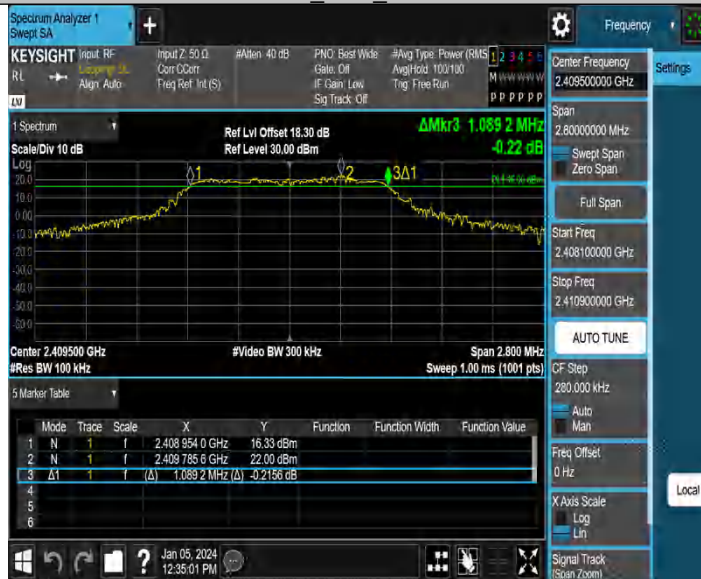 Spectrum Analyzer 1
Swept SA
+
Frequency
KEYSIGHT Input: RF
RL
Coupling: DC
Align: Auto
LXI
Input Z: 50 Ω
Corr CCorr
Freq Ref: Int (S)
#Atten: 40 dB
PNO: Best Wide
Gate: Off
IF Gain: Low
Sig Track: Off
#Avg Type: Power (RMS
Avg|Hold: 100/100
Trig: Free Run
1 2 3 4 5 6
M W W W W W
P P P P P P
1 Spectrum
Scale/Div 10 dB
Ref Lvl Offset 18.30 dB
Ref Level 30.00 dBm
ΔMkr3 1.089 2 MHz
-0.22 dB
Log
20.0
10.0
0.00
-10.0
-20.0
-30.0
-40.0
-50.0
1
2
3Δ1
Center 2.409500 GHz
#Res BW 100 kHz
#Video BW 300 kHz
Span 2.800 MHz
Sweep 1.00 ms (1001 pts)
5 Marker Table
Mode Trace Scale X Y Function Function Width Function Value
1 N 1 f 2.408 954 0 GHz 16.33 dBm
2 N 1 f 2.409 785 6 GHz 22.00 dBm
3 Δ1 1 f (Δ) 1.089 2 MHz (Δ) -0.2156 dB
4
5
6
Jan 05, 2024
12:35:01 PM
?
Center Frequency
2.409500000 GHz
Span
2.80000000 MHz
Swept Span
Zero Span
Full Span
Start Freq
2.408100000 GHz
Stop Freq
2.410900000 GHz
AUTO TUNE
CF Step
280.000 kHz
Auto
Man
Freq Offset
0 Hz
X Axis Scale
Log
Lin
Signal Track
(Span Zoom)
Settings
Local